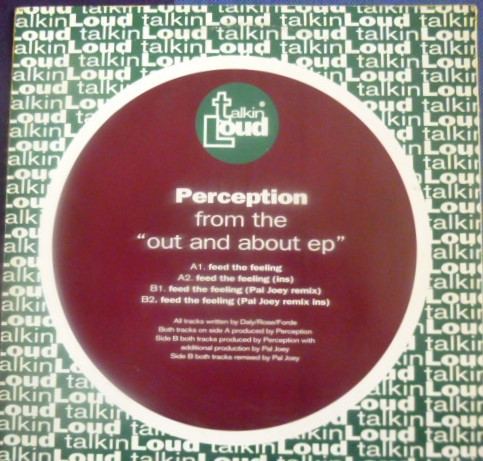 talkin
Loud
Perception
from the
"out and about ep"
A1. feed the feeling
A2. feed the feeling (ins)
B1. feed the feeling (Pal Joey remix)
B2. feed the feeling (Pal Joey remix ins)
All tracks written by Daly/Rose/Forde
Both tracks on side A produced by Perception
Side B both tracks produced by Perception with
additional production by Pal Joey
Side B both tracks remixed by Pal Joey